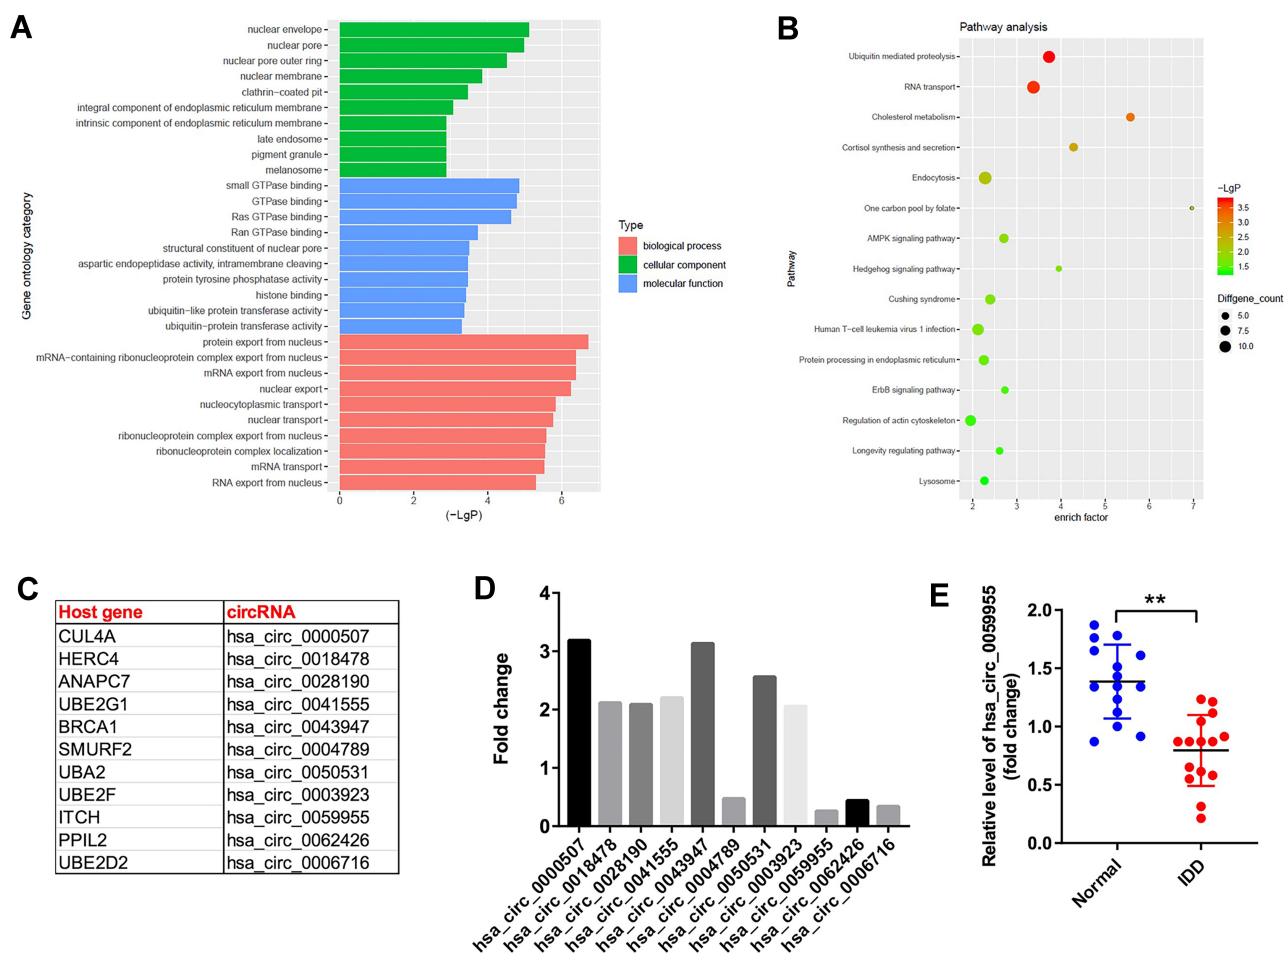 A
Gene ontology category
nuclear envelope
nuclear pore
nuclear pore outer ring
nuclear membrane
clathrin-coated pit
integral component of endoplasmic reticulum membrane
intrinsic component of endoplasmic reticulum membrane
late endosome
pigment granule
melanosome
small GTPase binding
GTPase binding
Ras GTPase binding
Ran GTPase binding
structural constituent of nuclear pore
aspartic endopeptidase activity, intramembrane cleaving
protein tyrosine phosphatase activity
histone binding
ubiquitin-like protein transferase activity
ubiquitin-protein transferase activity
protein export from nucleus
mRNA-containing ribonucleoprotein complex export from nucleus
mRNA export from nucleus
nuclear export
nucleocytoplasmic transport
nuclear transport
ribonucleoprotein complex export from nucleus
ribonucleoprotein complex localization
mRNA transport
RNA export from nucleus
0 2 4 6
(−LgP)
Type
biological process
cellular component
molecular function
B
Pathway analysis
Pathway
Ubiquitin mediated proteolysis
RNA transport
Cholesterol metabolism
Cortisol synthesis and secretion
Endocytosis
One carbon pool by folate
AMPK signaling pathway
Hedgehog signaling pathway
Cushing syndrome
Human T-cell leukemia virus 1 infection
Protein processing in endoplasmic reticulum
ErbB signaling pathway
Regulation of actin cytoskeleton
Longevity regulating pathway
Lysosome
2 3 4 5 6 7
enrich factor
−LgP
3.5
3.0
2.5
2.0
1.5
Diffgene_count
5.0
7.5
10.0
C
Host gene circRNA
CUL4A hsa_circ_0000507
HERC4 hsa_circ_0018478
ANAPC7 hsa_circ_0028190
UBE2G1 hsa_circ_0041555
BRCA1 hsa_circ_0043947
SMURF2 hsa_circ_0004789
UBA2 hsa_circ_0050531
UBE2F hsa_circ_0003923
ITCH hsa_circ_0059955
PPIL2 hsa_circ_0062426
UBE2D2 hsa_circ_0006716
D
Fold change
4
3
2
1
0
hsa_circ_0000507
hsa_circ_0018478
hsa_circ_0028190
hsa_circ_0041555
hsa_circ_0043947
hsa_circ_0004789
hsa_circ_0050531
hsa_circ_0003923
hsa_circ_0059955
hsa_circ_0062426
hsa_circ_0006716
E
Relative level of hsa_circ_0059955
(fold change)
2.0
1.5
1.0
0.5
0.0
**
Normal
IDD